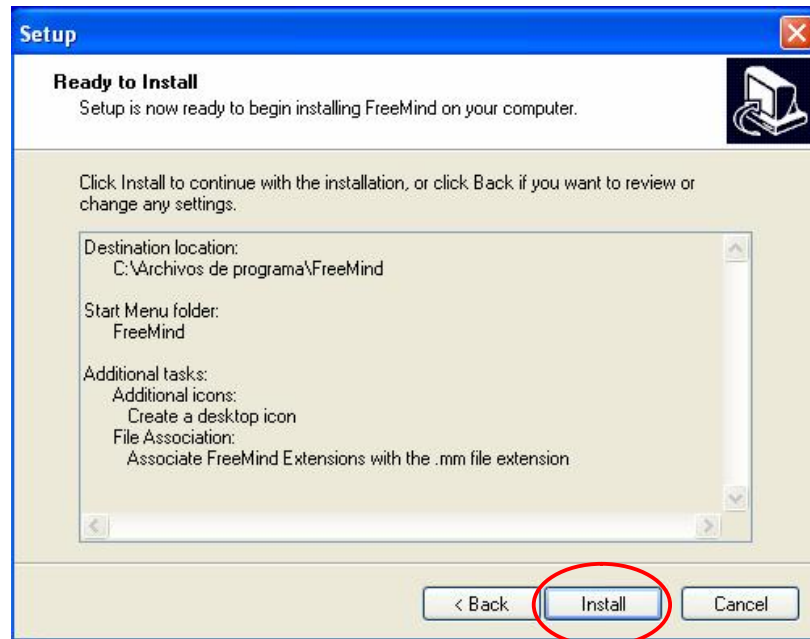 Setup
Ready to Install
Setup is now ready to begin installing FreeMind on your computer.
Click Install to continue with the installation, or click Back if you want to review or
change any settings.
Destination location:
C:\Archivos de programa\FreeMind
Start Menu folder:
FreeMind
Additional tasks:
Additional icons:
Create a desktop icon
File Association:
Associate FreeMind Extensions with the .mm file extension
< Back Install Cancel